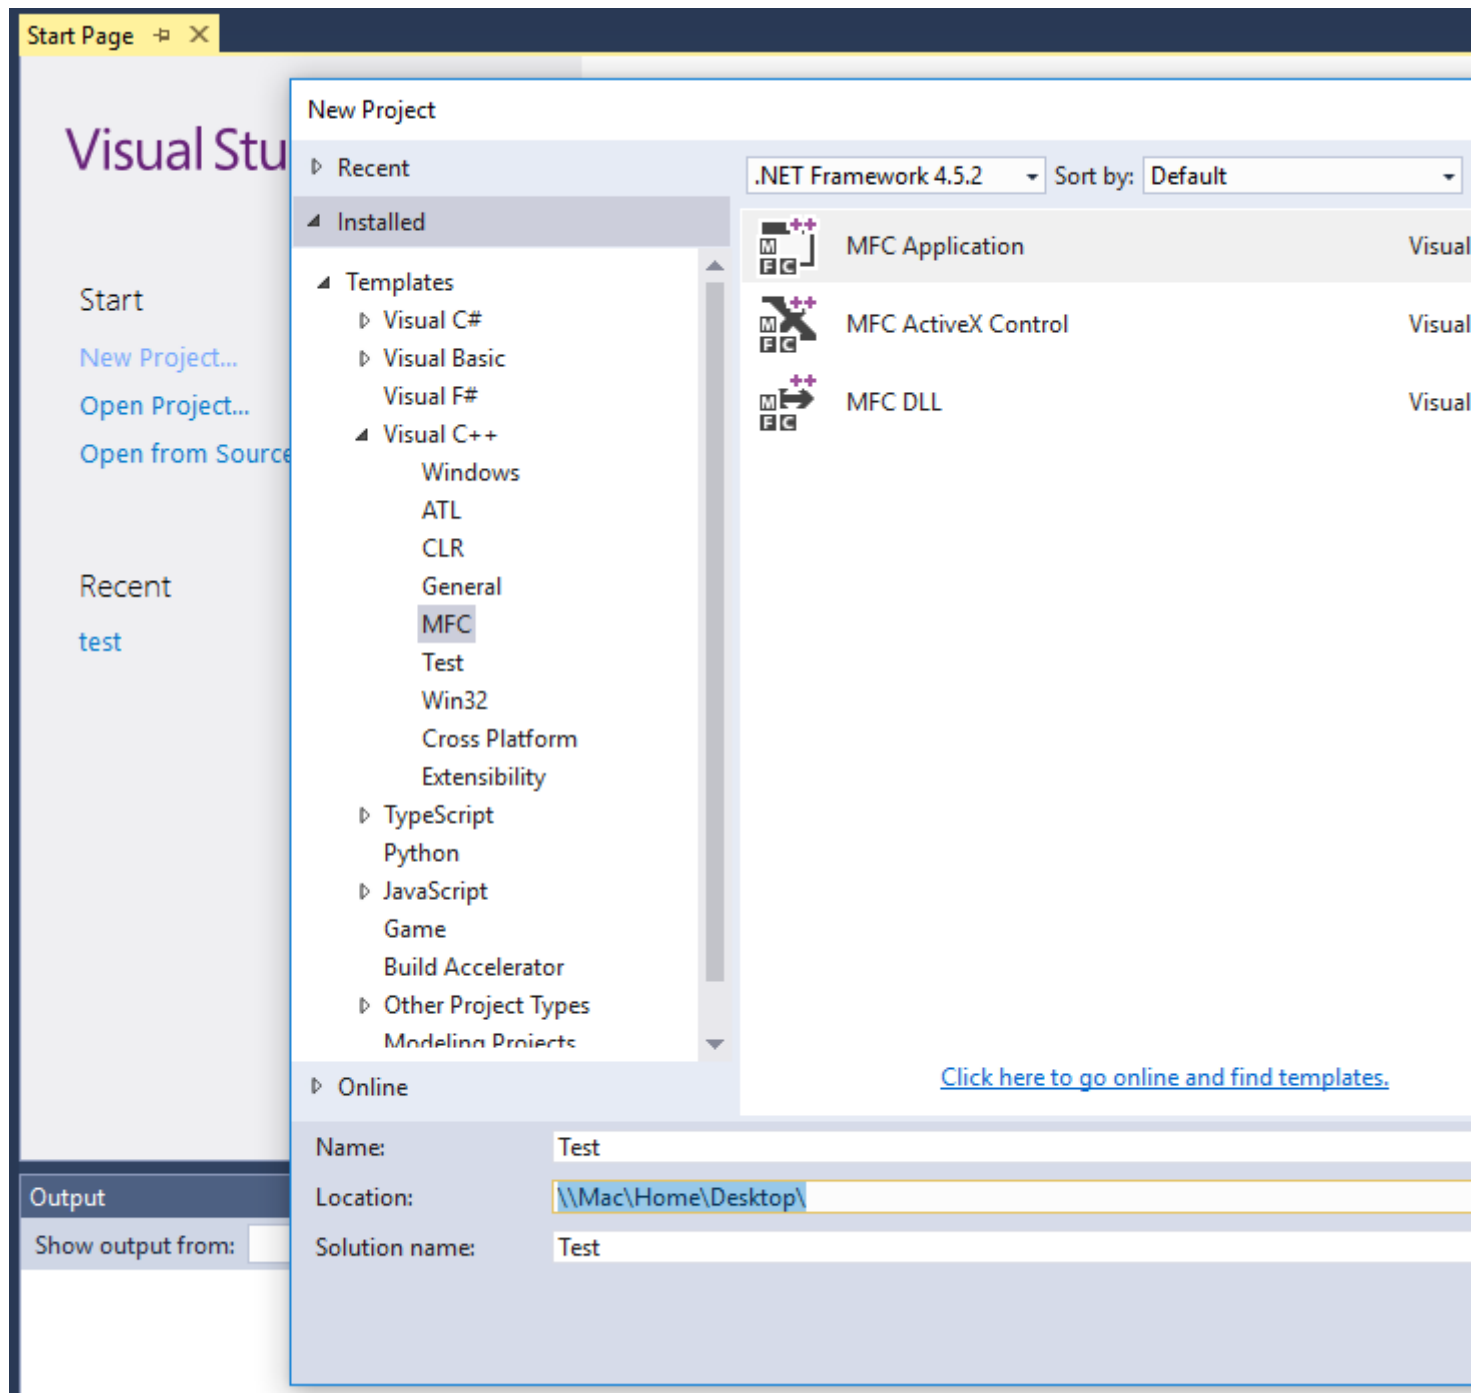 Start Page
Visual Stu
Start
New Project...
Open Project...
Open from Source
Recent
test
Output
Show output from:
New Project
Recent
Installed
Templates
Visual C#
Visual Basic
Visual F#
Visual C++
Windows
ATL
CLR
General
MFC
Test
Win32
Cross Platform
Extensibility
TypeScript
Python
JavaScript
Game
Build Accelerator
Other Project Types
Modeling Projects
Online
.NET Framework 4.5.2 Sort by: Default
MFC Application Visual
MFC ActiveX Control Visual
MFC DLL Visual
Click here to go online and find templates.
Name: Test
Location: \\Mac\Home\Desktop\
Solution name: Test